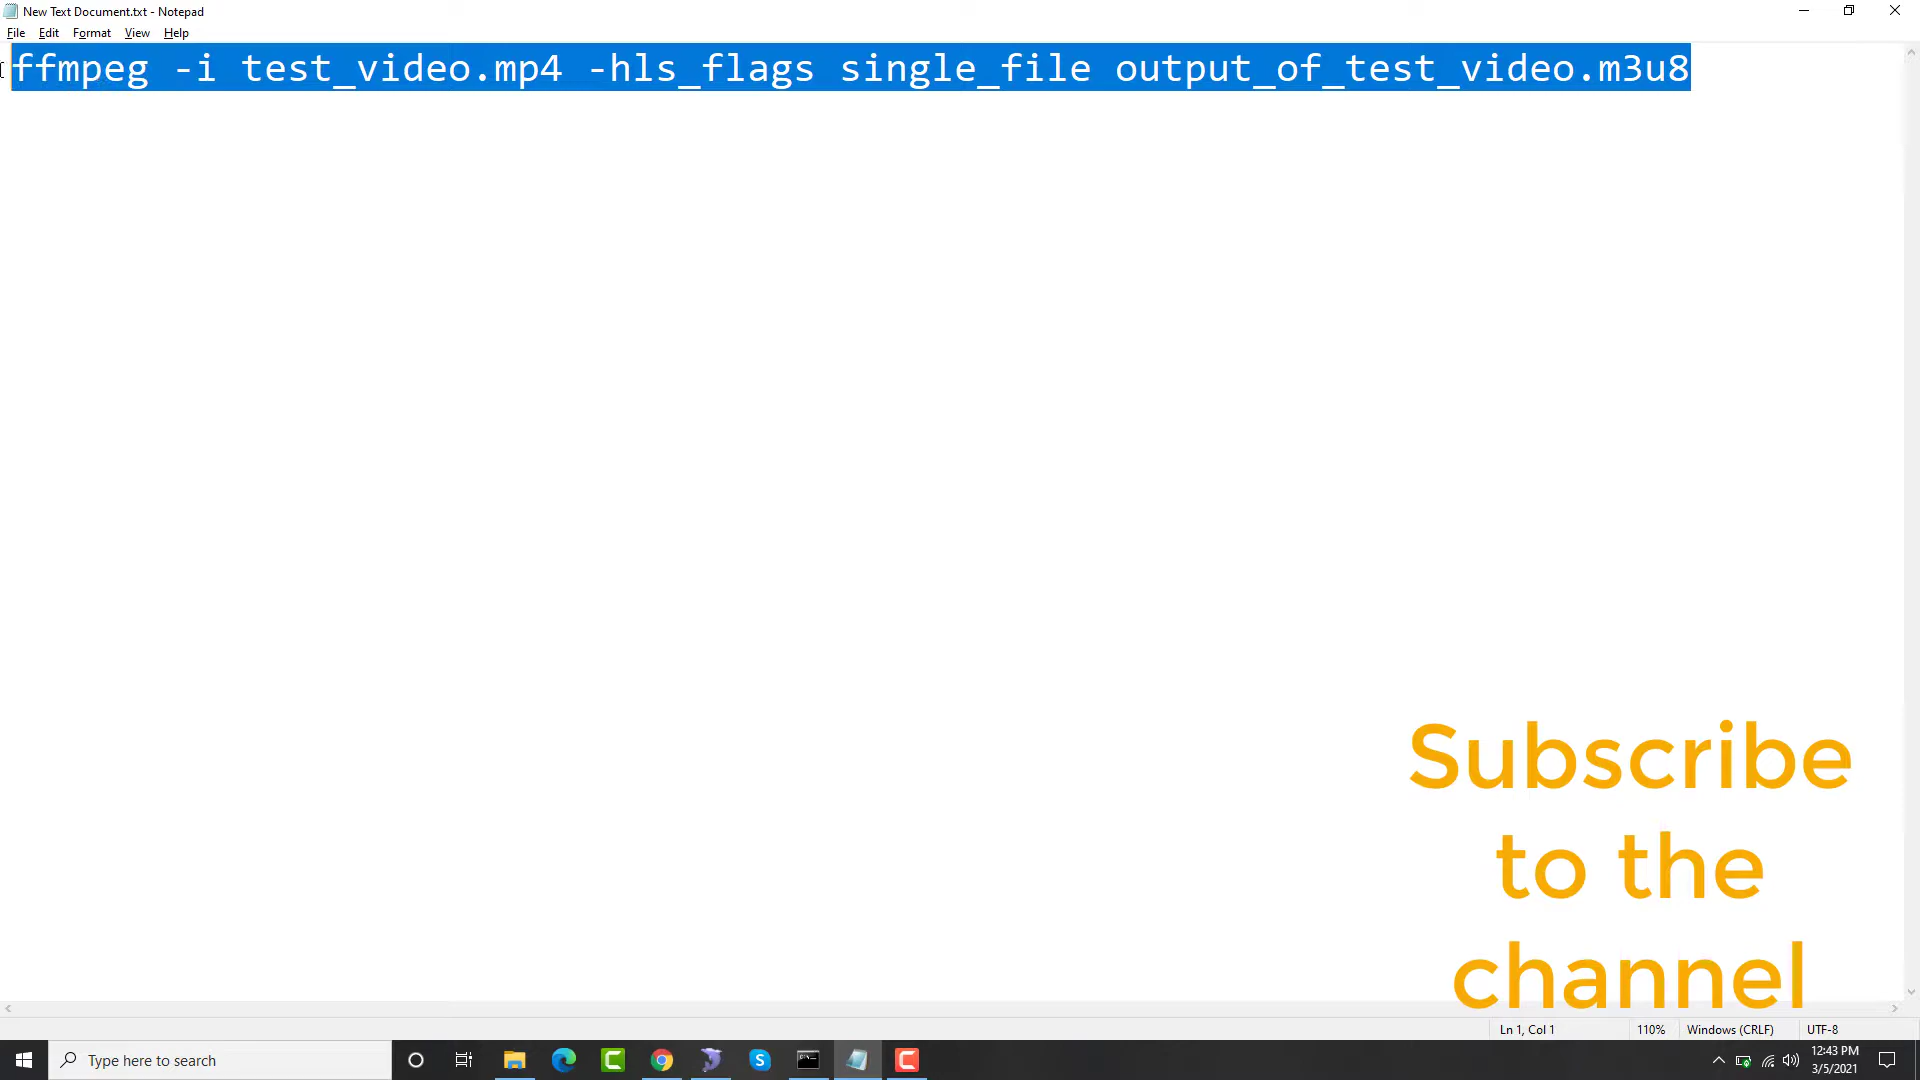 New Text Document.txt - Notepad
File Edit Format View Help
ffmpeg -i test_video.mp4 -hls_flags single_file output_of_test_video.m3u8
Subscribe
to the
channel
Ln 1, Col 1 110% Windows (CRLF) UTF-8
Type here to search
12:43 PM
3/5/2021